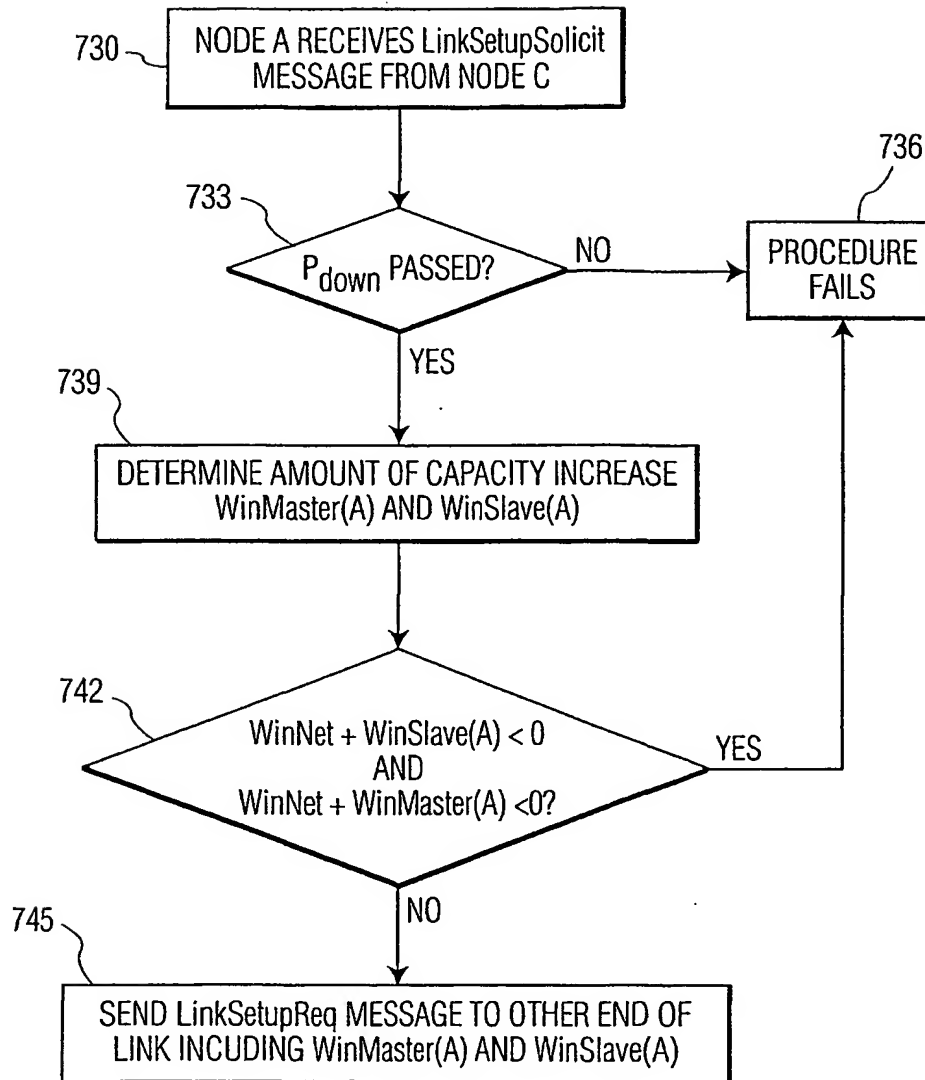 730
NODE A RECEIVES LinkSetupSolicit
MESSAGE FROM NODE C
736
733
Pdown PASSED?
NO
PROCEDURE
FAILS
YES
739
DETERMINE AMOUNT OF CAPACITY INCREASE
WinMaster(A) AND WinSlave(A)
742
WinNet + WinSlave(A) < 0
AND
WinNet + WinMaster(A) <0?
YES
NO
745
SEND LinkSetupReq MESSAGE TO OTHER END OF
LINK INCUDING WinMaster(A) AND WinSlave(A)